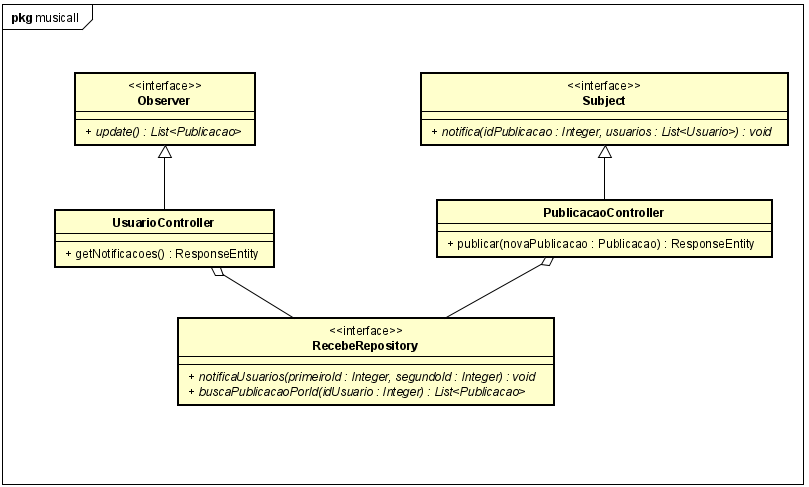 pkg musicall
<<interface>>
Observer
+ update() : List<Publicacao>
<<interface>>
Subject
+ notifica(idPublicacao : Integer, usuarios : List<Usuario>) : void
UsuarioController
+ getNotificacoes() : ResponseEntity
PublicacaoController
+ publicar(novaPublicacao : Publicacao) : ResponseEntity
<<interface>>
RecebeRepository
+ notificaUsuarios(primeiroId : Integer, segundoId : Integer) : void
+ buscaPublicacaoPorId(idUsuario : Integer) : List<Publicacao>